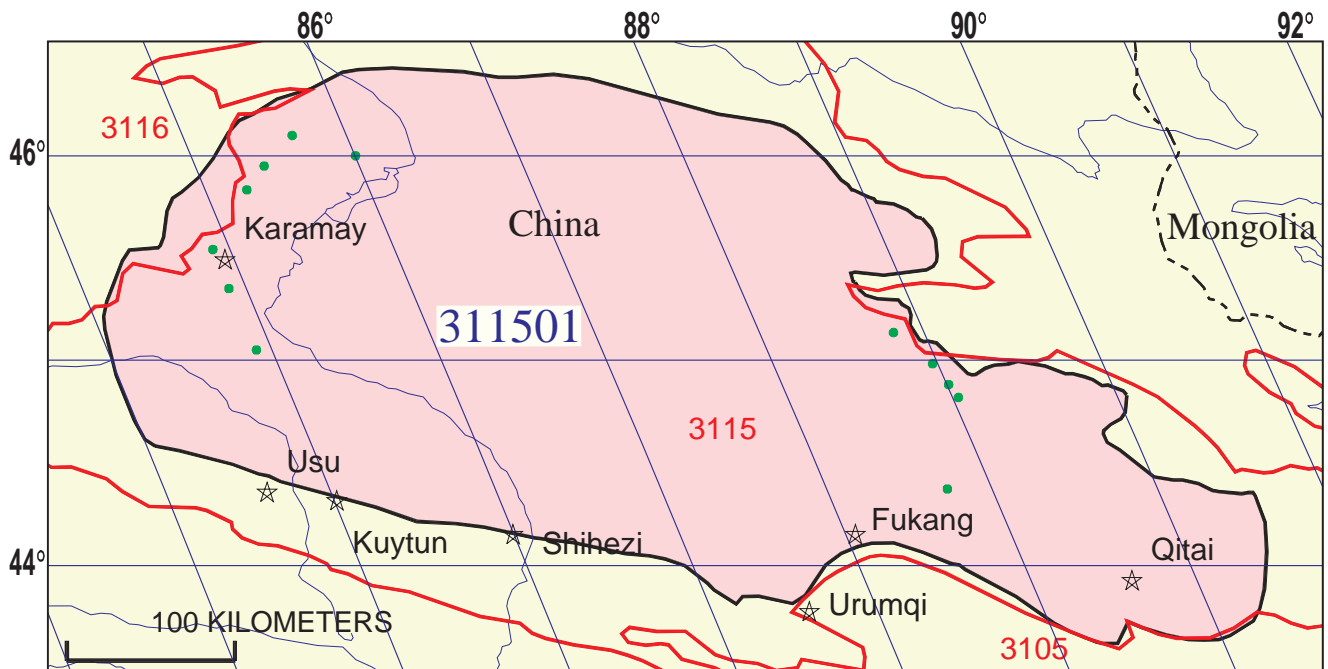 86° 88° 90° 92°
3116
46°
Karamay
China
Mongolia
311501
3115
Usu
Fukang
Kuytun
Shihezi
Qitai
44°
Urumqi
100 KILOMETERS
3105